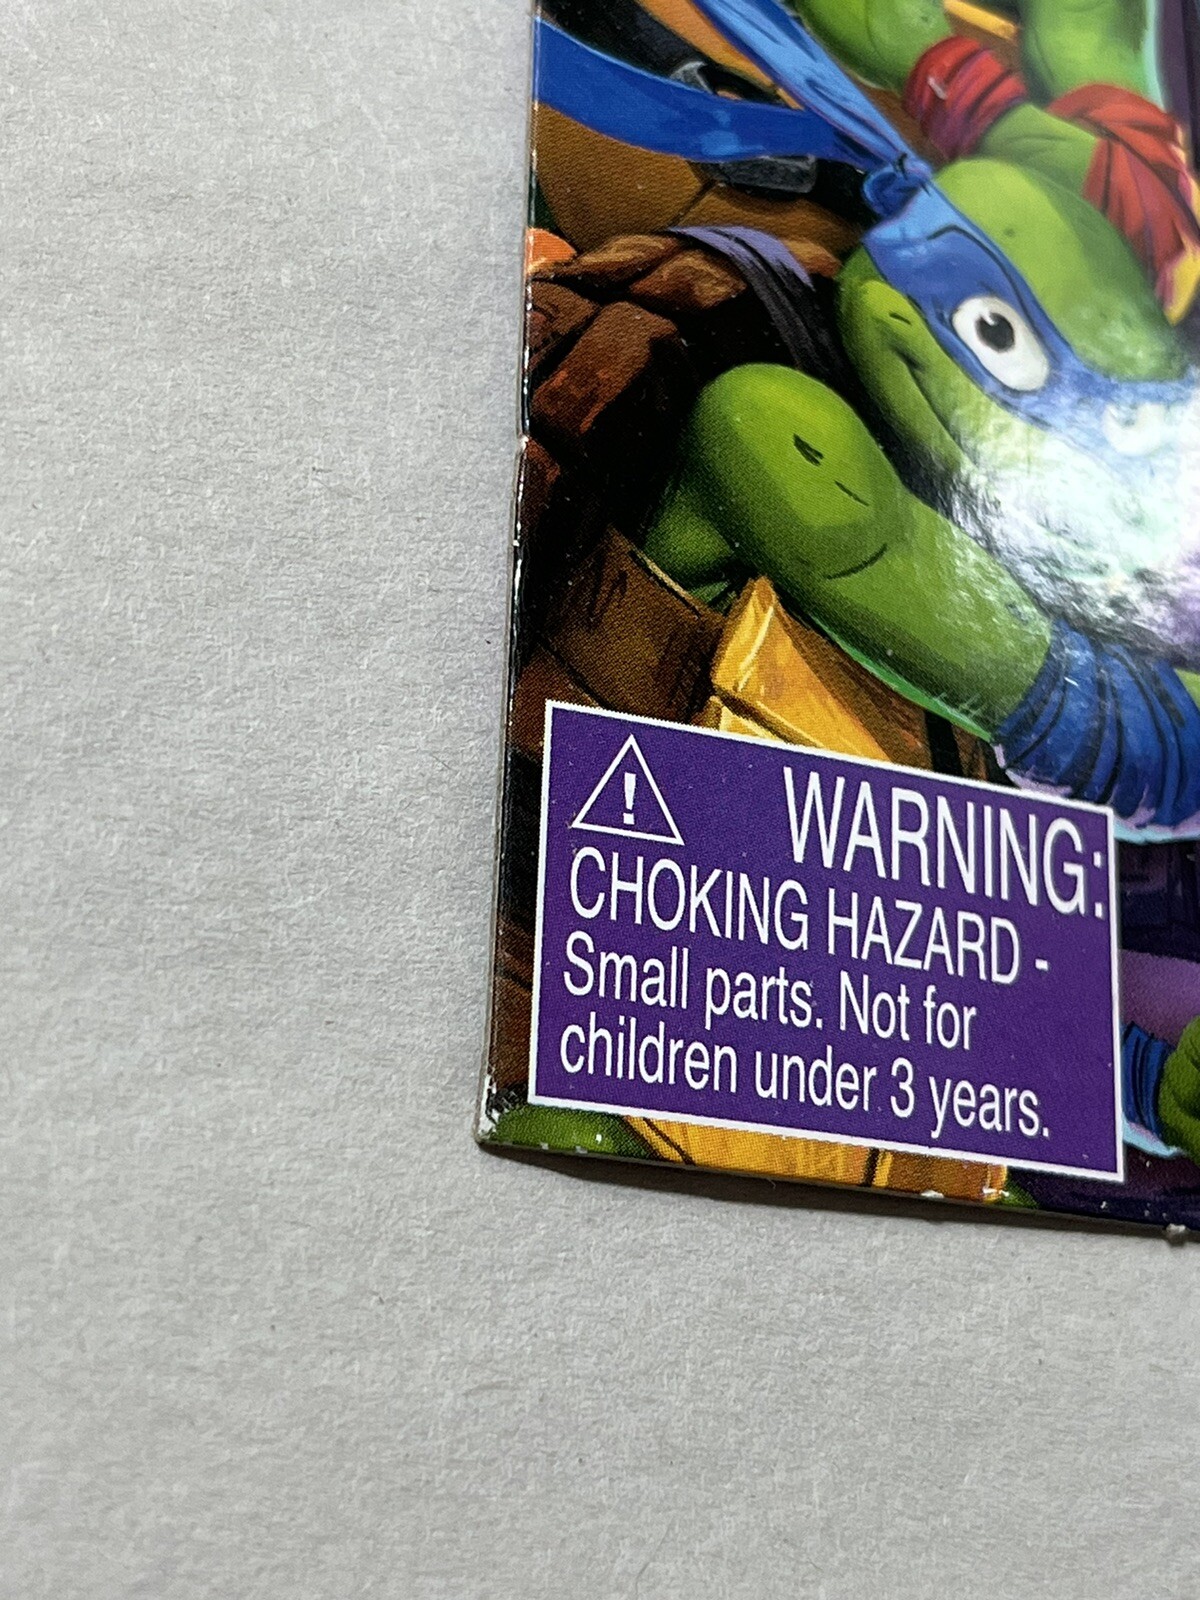 WARNING:
CHOKING HAZARD -
Small parts. Not for
children under 3 years.